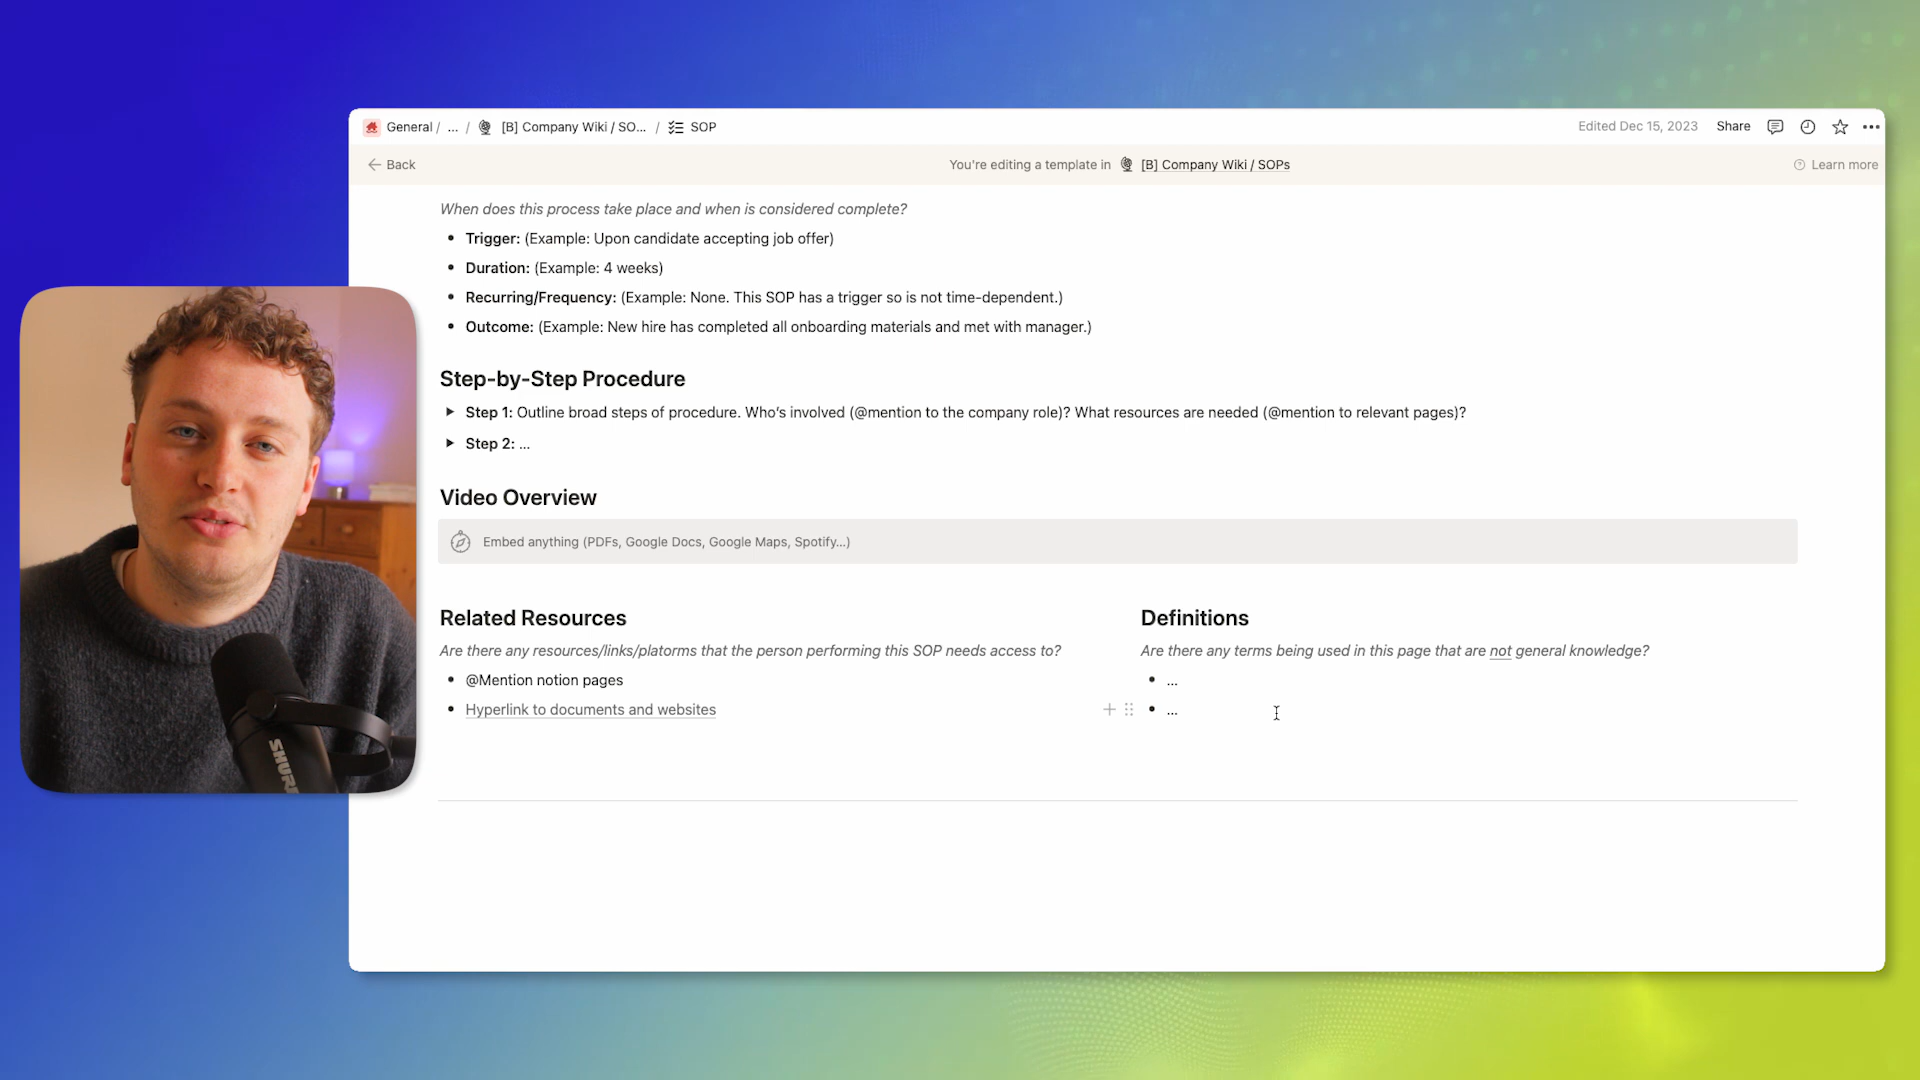 General / ... / [B] Company Wiki / SO... / SOP
Edited Dec 15, 2023 Share
Back
You're editing a template in [B] Company Wiki / SOPs
Learn more
When does this process take place and when is considered complete?
• Trigger: (Example: Upon candidate accepting job offer)
• Duration: (Example: 4 weeks)
• Recurring/Frequency: (Example: None. This SOP has a trigger so is not time-dependent.)
• Outcome: (Example: New hire has completed all onboarding materials and met with manager.)
Step-by-Step Procedure
Step 1: Outline broad steps of procedure. Who's involved (@mention to the company role)? What resources are needed (@mention to relevant pages)?
Step 2: ...
Video Overview
Embed anything (PDFs, Google Docs, Google Maps, Spotify...)
Related Resources
Are there any resources/links/platorms that the person performing this SOP needs access to?
• @Mention notion pages
• Hyperlink to documents and websites
Definitions
Are there any terms being used in this page that are not general knowledge?
• ...
• ...
SHURE